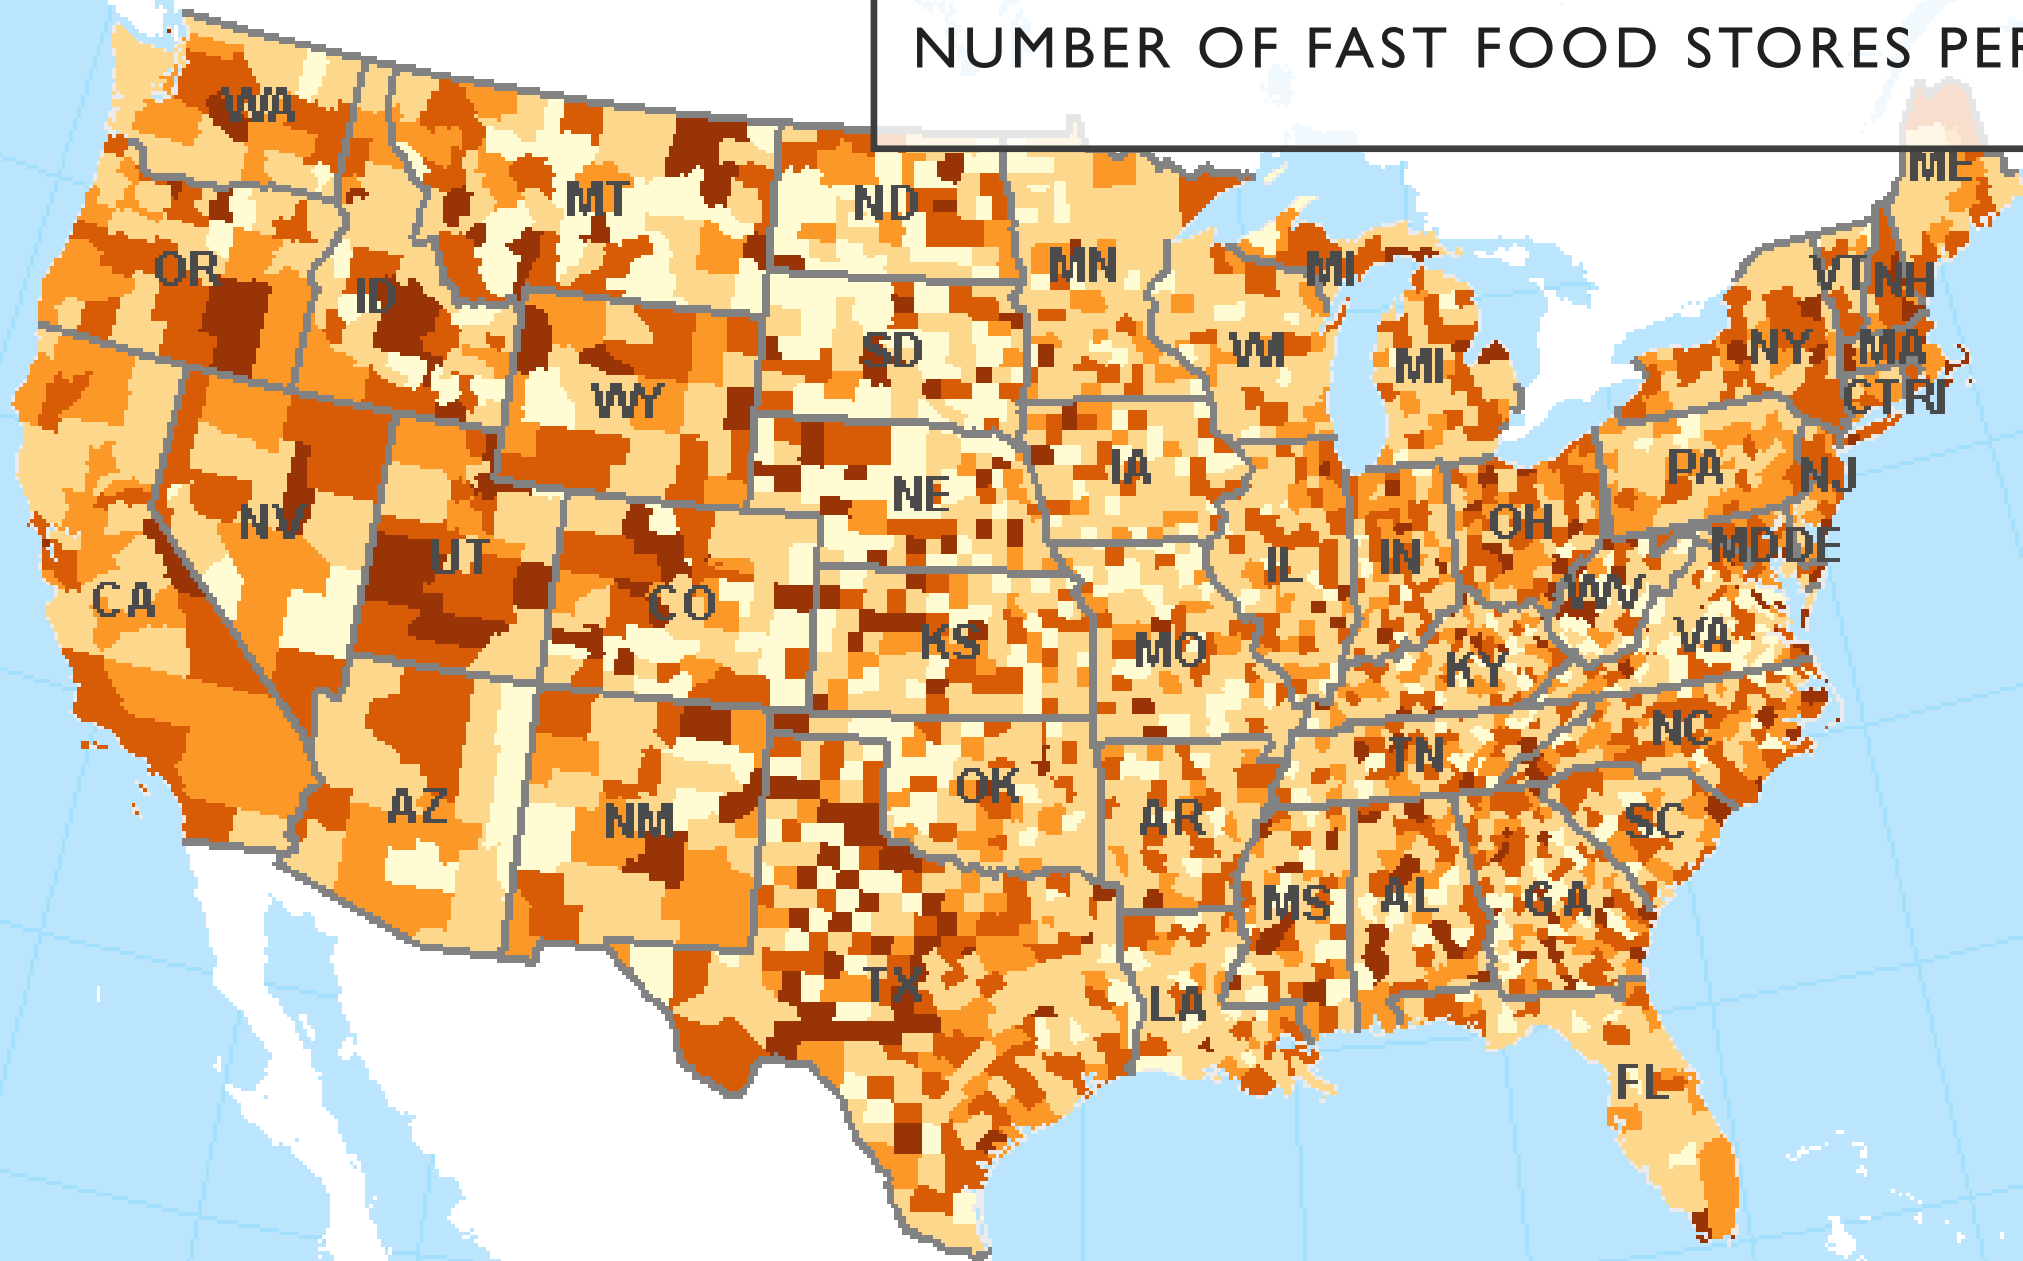 NUMBER OF FAST FOOD STORES PER
WA
MT
ND
MN
ME
OR
ID
SD
WI
MI
MI
VT
NH
NY
MA
WY
CT
RI
NE
IA
PA
NJ
NV
UT
CO
IL
IN
OH
MD
DE
CA
KS
MO
KY
WV
VA
AZ
NM
OK
AR
TN
NC
SC
TX
LA
MS
AL
GA
FL